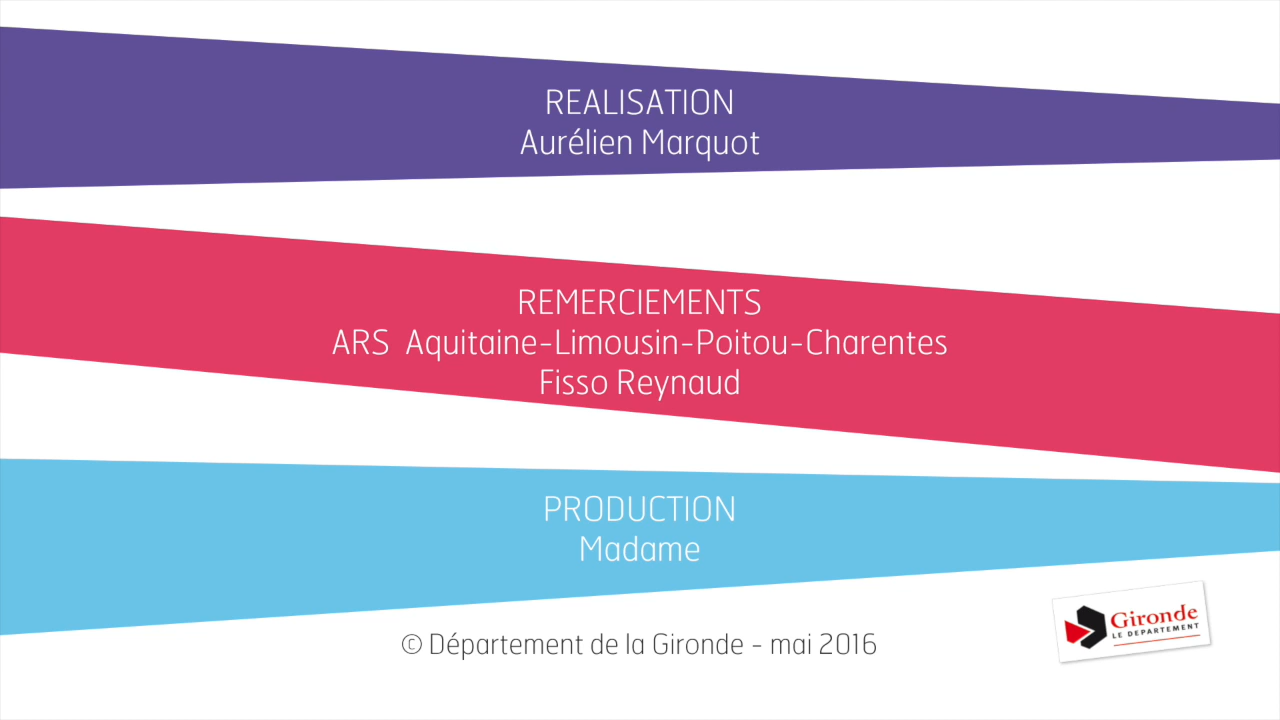 REALISATION
Aurélien Marquot
REMERCIEMENTS
ARS  Aquitaine-Limousin-Poitou-Charentes
Fisso Reynaud
PRODUCTION
Madame
© Département de la Gironde - mai 2016
Gironde
LE DEPARTEMENT